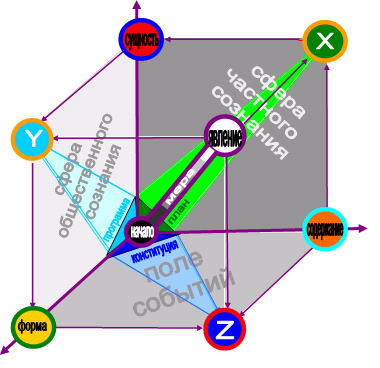 сущность
X
сфера
частного
сознания
Y
явление
сфера
общественного
сознания
мера
программа
план
начало
содержание
конституция
поле
событий
форма
Z